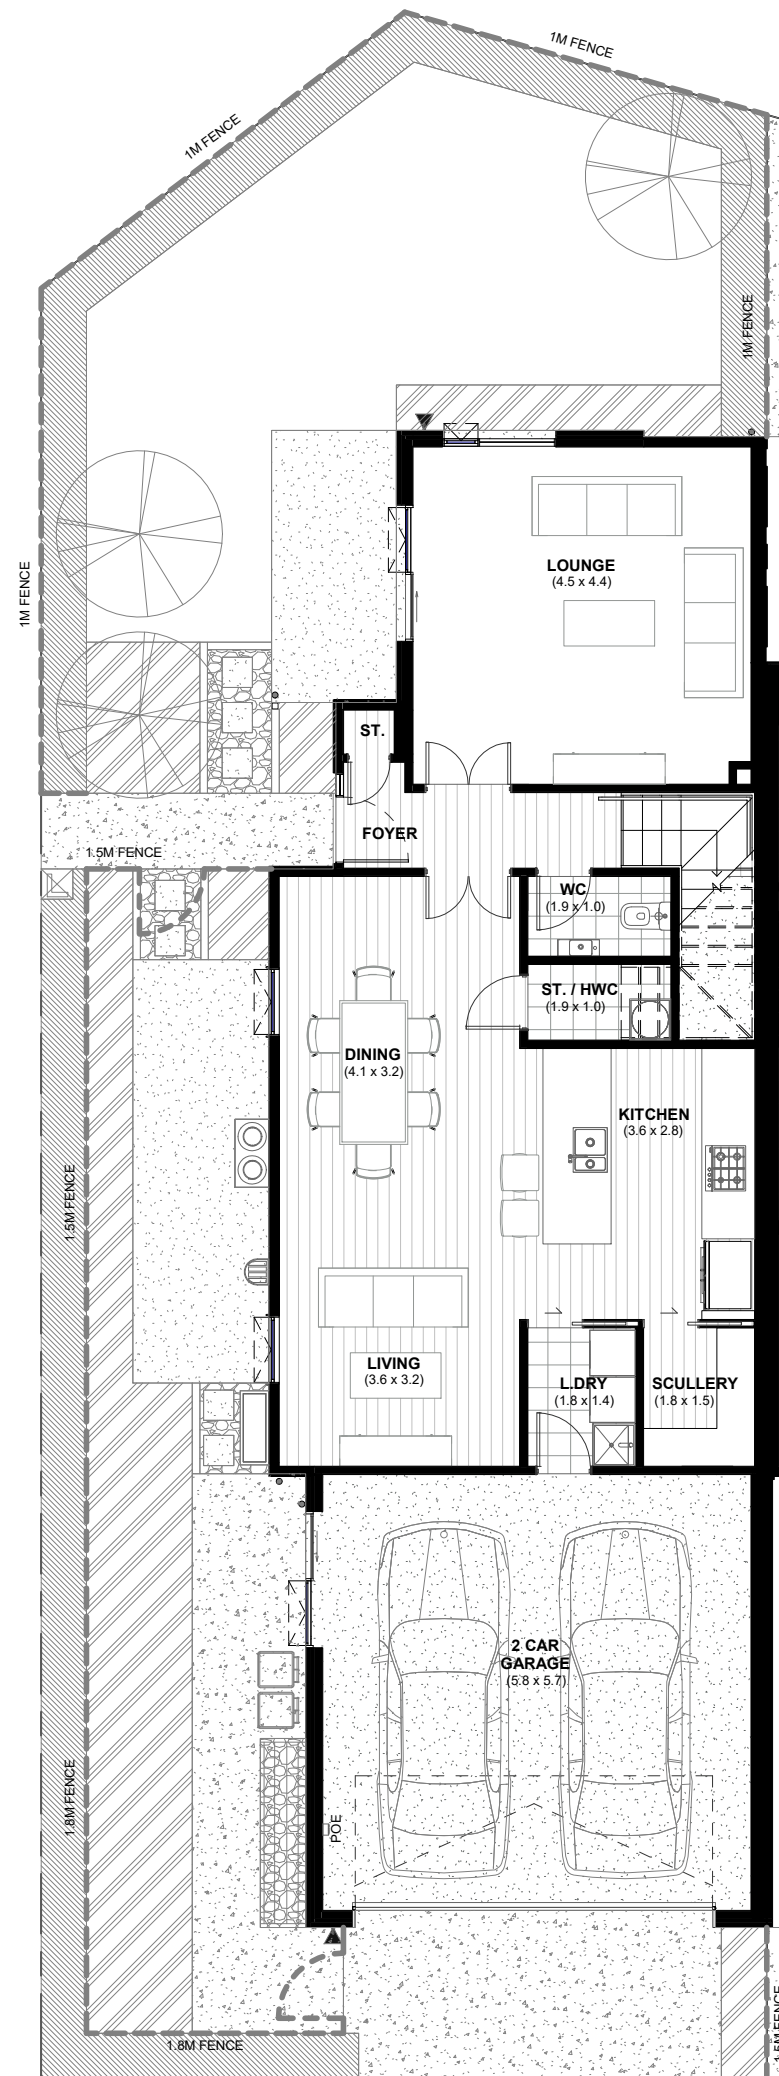 1M FENCE
1M FENCE
1M FENCE
1M FENCE
LOUNGE
(4.5 x 4.4)
ST.
FOYER
1.5M FENCE
WC
(1.9 x 1.0)
ST. / HWC
(1.9 x 1.0)
DINING
(4.1 x 3.2)
KITCHEN
(3.6 x 2.8)
1.5M FENCE
LIVING
(3.6 x 3.2)
L.DRY
(1.8 x 1.4)
SCULLERY
(1.8 x 1.5)
2 CAR
GARAGE
(5.8 x 5.7)
1.8M FENCE
POE
1.8M FENCE
1.5M FENCE